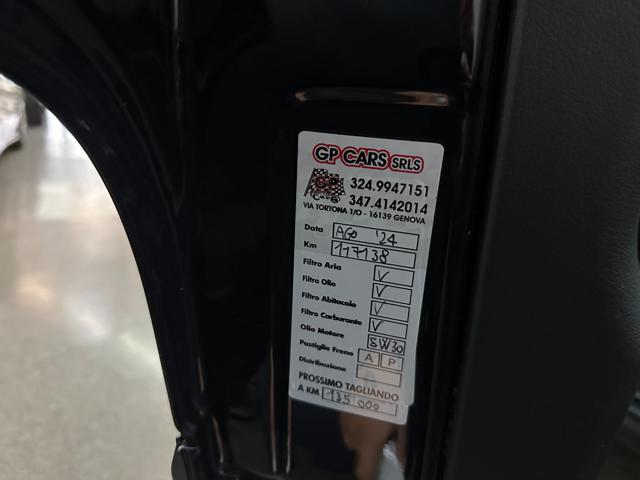 GP CARS SRLS
324.9947151
347.4142014
VIA TORTONA 1/O - 16139 GENOVA
Data AGO '24
Km 117138
Filtro Aria V
Filtro Olio V
Filtro Abitacolo V
Filtro Carburante V
Olio Motore 5W30
Pastiglie Freno A P
Distribuzione
PROSSIMO TAGLIANDO
A KM 135 000